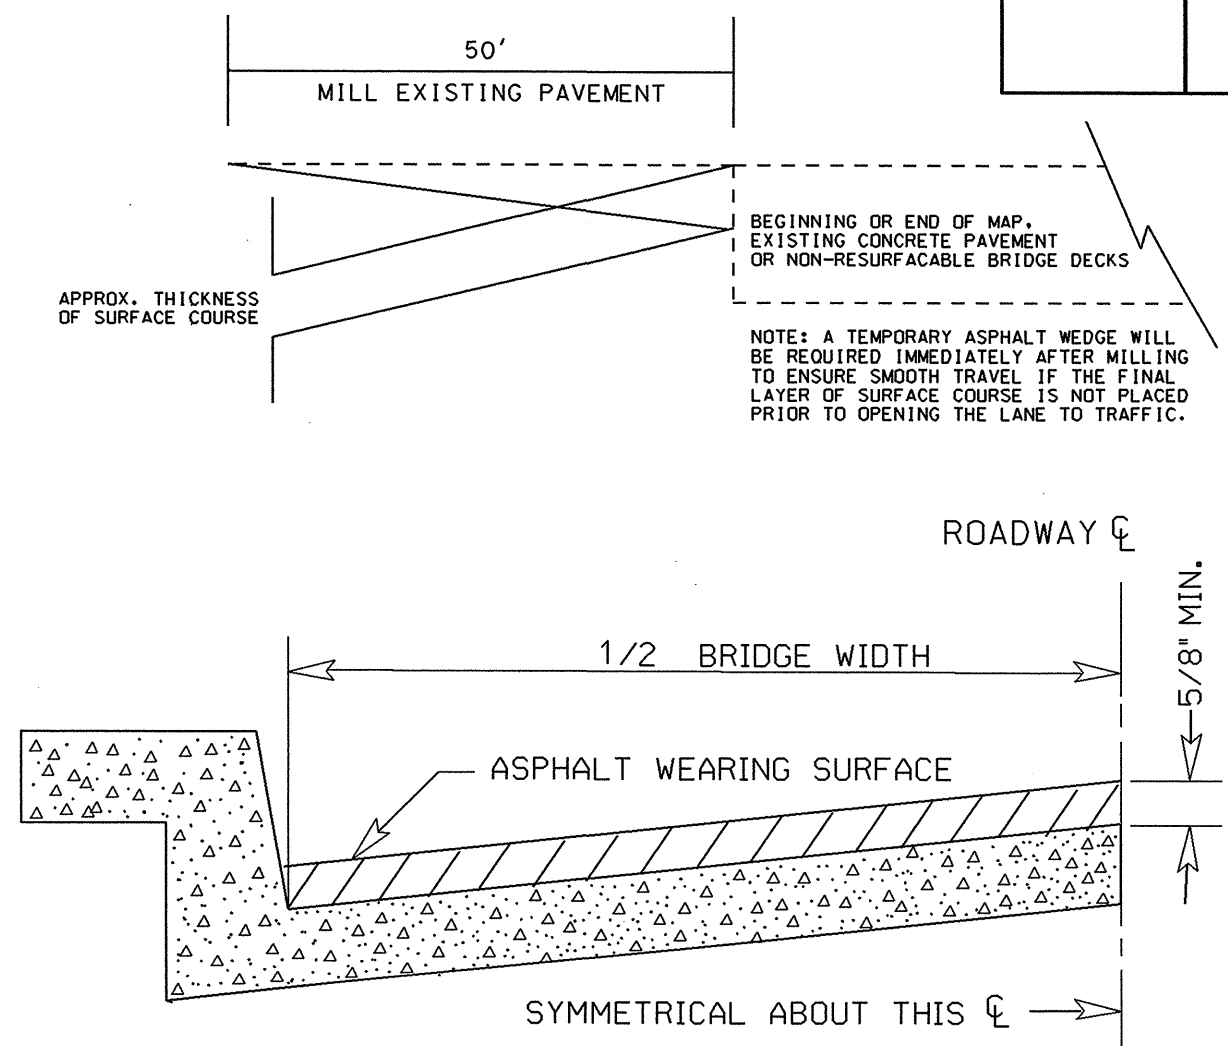 50'
MILL EXISTING PAVEMENT
BEGINNING OR END OF MAP,
EXISTING CONCRETE PAVEMENT
OR NON-RESURFACABLE BRIDGE DECKS
APPROX. THICKNESS
OF SURFACE COURSE
NOTE: A TEMPORARY ASPHALT WEDGE WILL
BE REQUIRED IMMEDIATELY AFTER MILLING
TO ENSURE SMOOTH TRAVEL IF THE FINAL
LAYER OF SURFACE COURSE IS NOT PLACED
PRIOR TO OPENING THE LANE TO TRAFFIC.
ROADWAY ℄
5/8" MIN.
1/2 BRIDGE WIDTH
ASPHALT WEARING SURFACE
SYMMETRICAL ABOUT THIS ℄